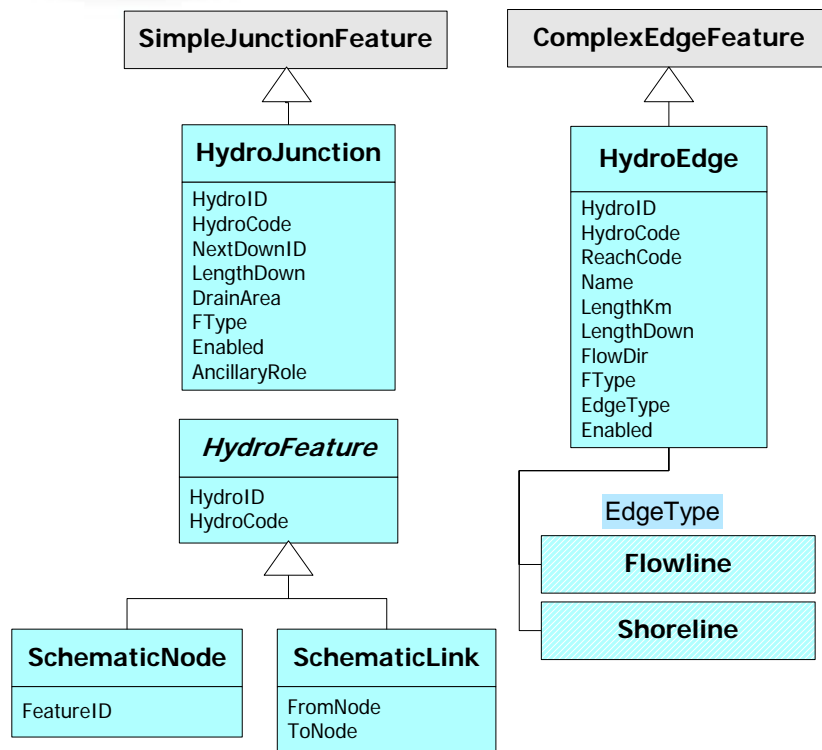 SimpleJunctionFeature
HydroJunction
HydroID
HydroCode
NextDownID
LengthDown
DrainArea
FType
Enabled
AncillaryRole
HydroFeature
HydroID
HydroCode
SchematicNode
FeatureID
SchematicLink
FromNode
ToNode
ComplexEdgeFeature
HydroEdge
HydroID
HydroCode
ReachCode
Name
LengthKm
LengthDown
FlowDir
FType
EdgeType
Enabled
EdgeType
Flowline
Shoreline